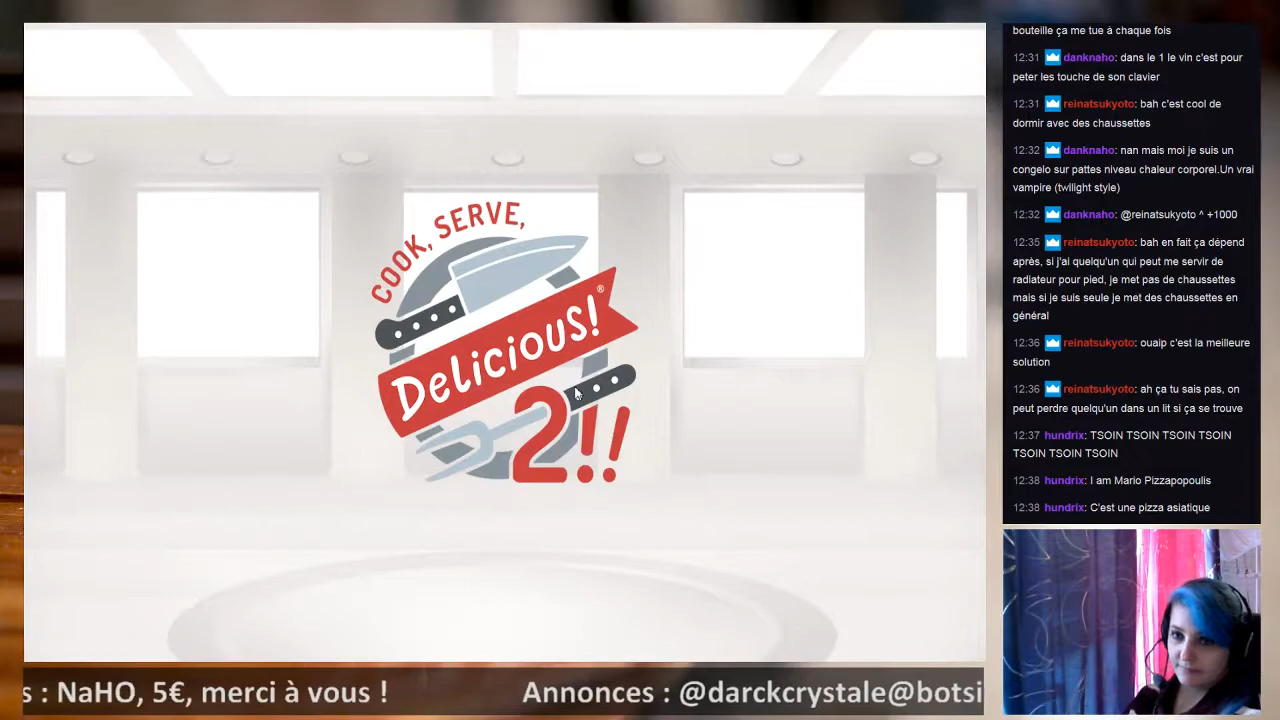 COOK, SERVE,
Delicious!®
2!!
bouteille ça me tue à chaque fois
12:31 danknaho: dans le 1 le vin c'est pour
peter les touche de son clavier
12:31 reinatsukyoto: bah c'est cool de
dormir avec des chaussettes
12:32 danknaho: nan mais moi je suis un
congelo sur pattes niveau chaleur corporel.Un vrai
vampire (twilight style)
12:32 danknaho: @reinatsukyoto ^ +1000
12:35 reinatsukyoto: bah en fait ça dépend
après, si j'ai quelqu'un qui peut me servir de
radiateur pour pied, je met pas de chaussettes
mais si je suis seule je met des chaussettes en
général
12:36 reinatsukyoto: ouaip c'est la meilleure
solution
12:36 reinatsukyoto: ah ça tu sais pas, on
peut perdre quelqu'un dans un lit si ça se trouve
12:37 hundrix: TSOIN TSOIN TSOIN TSOIN
TSOIN TSOIN TSOIN
12:38 hundrix: I am Mario Pizzapopoulis
12:38 hundrix: C'est une pizza asiatique
s : NaHO, 5€, merci à vous ! Annonces : @darckcrystale@botsi